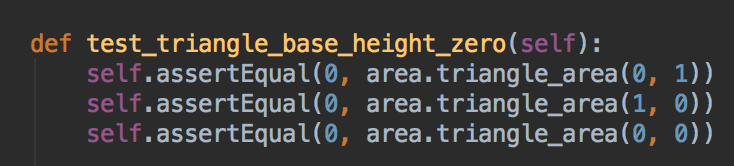 def test_triangle_base_height_zero(self):
    self.assertEqual(0, area.triangle_area(0, 1))
    self.assertEqual(0, area.triangle_area(1, 0))
    self.assertEqual(0, area.triangle_area(0, 0))